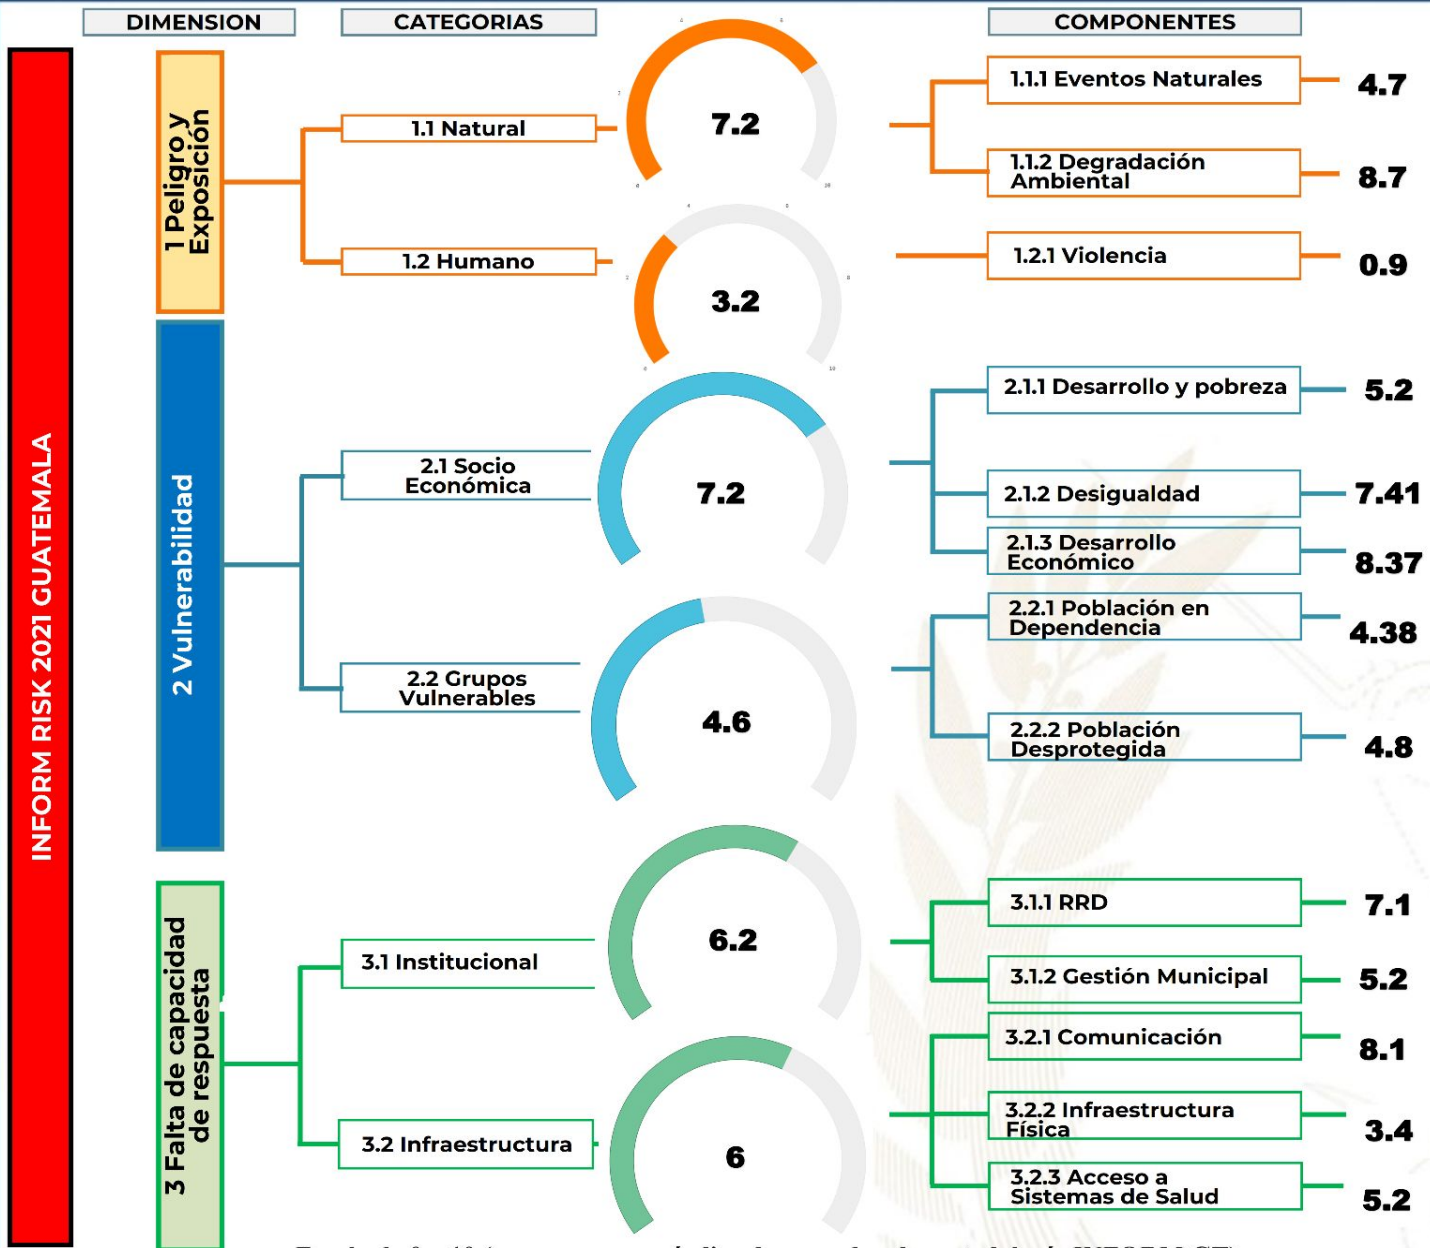 DIMENSION
CATEGORIAS
COMPONENTES
INFORM RISK 2021 GUATEMALA
1 Peligro y
Exposición
1.1 Natural
7.2
1.1.1 Eventos Naturales
4.7
1.1.2 Degradación
Ambiental
8.7
1.2 Humano
3.2
1.2.1 Violencia
0.9
2 Vulnerabilidad
2.1 Socio
Económica
7.2
2.1.1 Desarrollo y pobreza
5.2
2.1.2 Desigualdad
7.41
2.1.3 Desarrollo
Económico
8.37
2.2 Grupos
Vulnerables
4.6
2.2.1 Población en
Dependencia
4.38
2.2.2 Población
Desprotegida
4.8
3 Falta de capacidad
de respuesta
3.1 Institucional
6.2
3.1.1 RRD
7.1
3.1.2 Gestión Municipal
5.2
3.2 Infraestructura
6
3.2.1 Comunicación
8.1
3.2.2 Infraestructura
Física
3.4
3.2.3 Acceso a
Sistemas de Salud
5.2